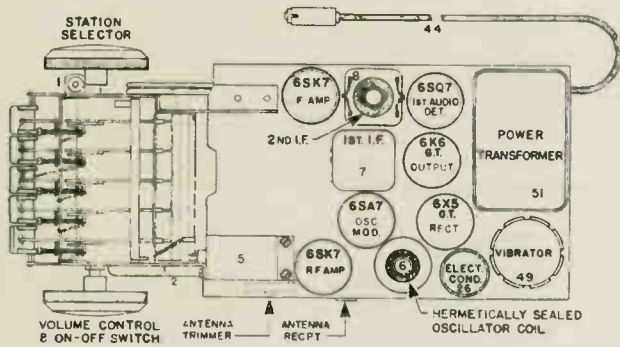 STATION
SELECTOR
44
1
6SK7
I F AMP
8
6SQ7
1ST AUDIO
DET.
2ND I.F.
1ST. I.F.
7
6K6
G.T.
OUTPUT
POWER
TRANSFORMER
51
6SA7
OSC
MOD.
6X5
G.T.
RECT
5
6SK7
R F AMP
6
ELECT.
COND.
26
VIBRATOR
49
2
VOLUME CONTROL
& ON-OFF SWITCH
ANTENNA
TRIMMER
ANTENNA
RECPT
HERMETICALLY SEALED
OSCILLATOR COIL